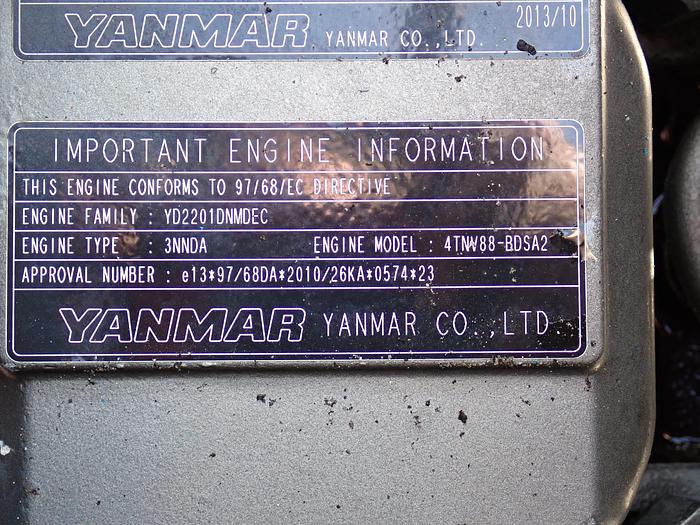 2013/10
YANMAR YANMAR CO.,LTD.
IMPORTANT ENGINE INFORMATION
THIS ENGINE CONFORMS TO 97/68/EC DIRECTIVE
ENGINE FAMILY : YD2201DNMDEC
ENGINE TYPE : 3NNDA ENGINE MODEL : 4TNV88-BDSA2
APPROVAL NUMBER : e13*97/68DA*2010/26KA*0574*23
YANMAR YANMAR CO.,LTD